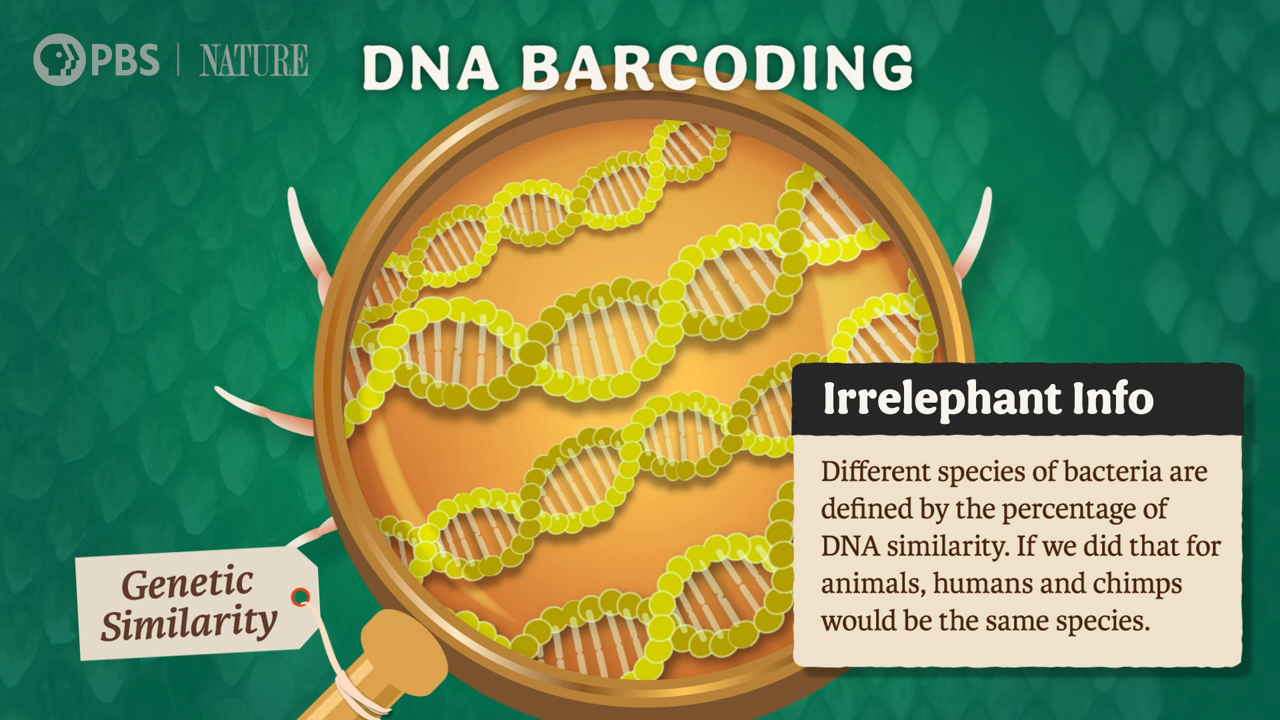 PBS | NATURE
DNA BARCODING
Irrelephant Info
Different species of bacteria are
defined by the percentage of
DNA similarity. If we did that for
animals, humans and chimps
would be the same species.
Genetic
Similarity